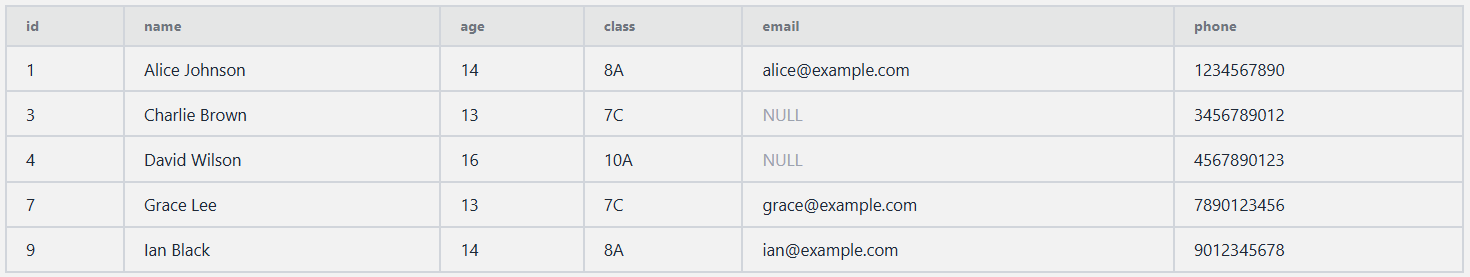 id name age class email phone
1 Alice Johnson 14 8A alice@example.com 1234567890
3 Charlie Brown 13 7C NULL 3456789012
4 David Wilson 16 10A NULL 4567890123
7 Grace Lee 13 7C grace@example.com 7890123456
9 Ian Black 14 8A ian@example.com 9012345678